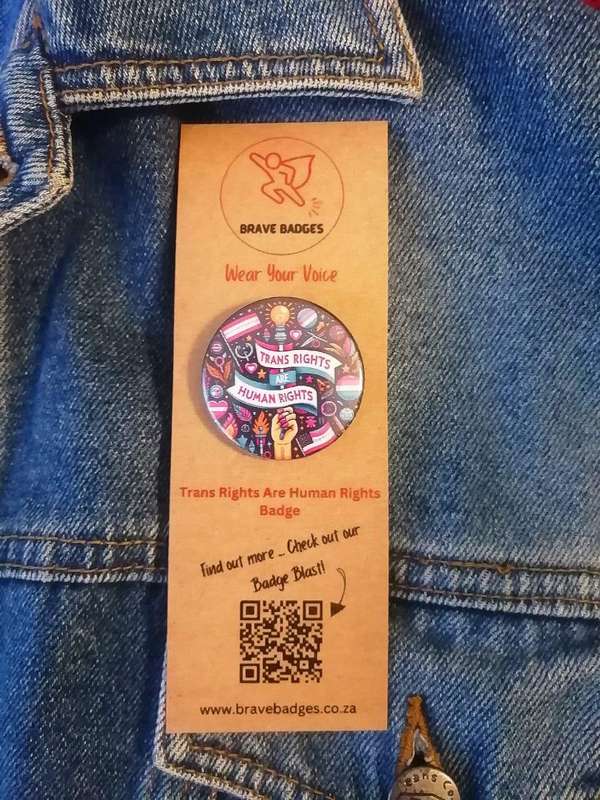 BRAVE BADGES
Wear Your Voice
TRANS RIGHTS
ARE
HUMAN RIGHTS
Trans Rights Are Human Rights
Badge
Find out more ... Check out our
Badge Blast!
www.bravebadges.co.za